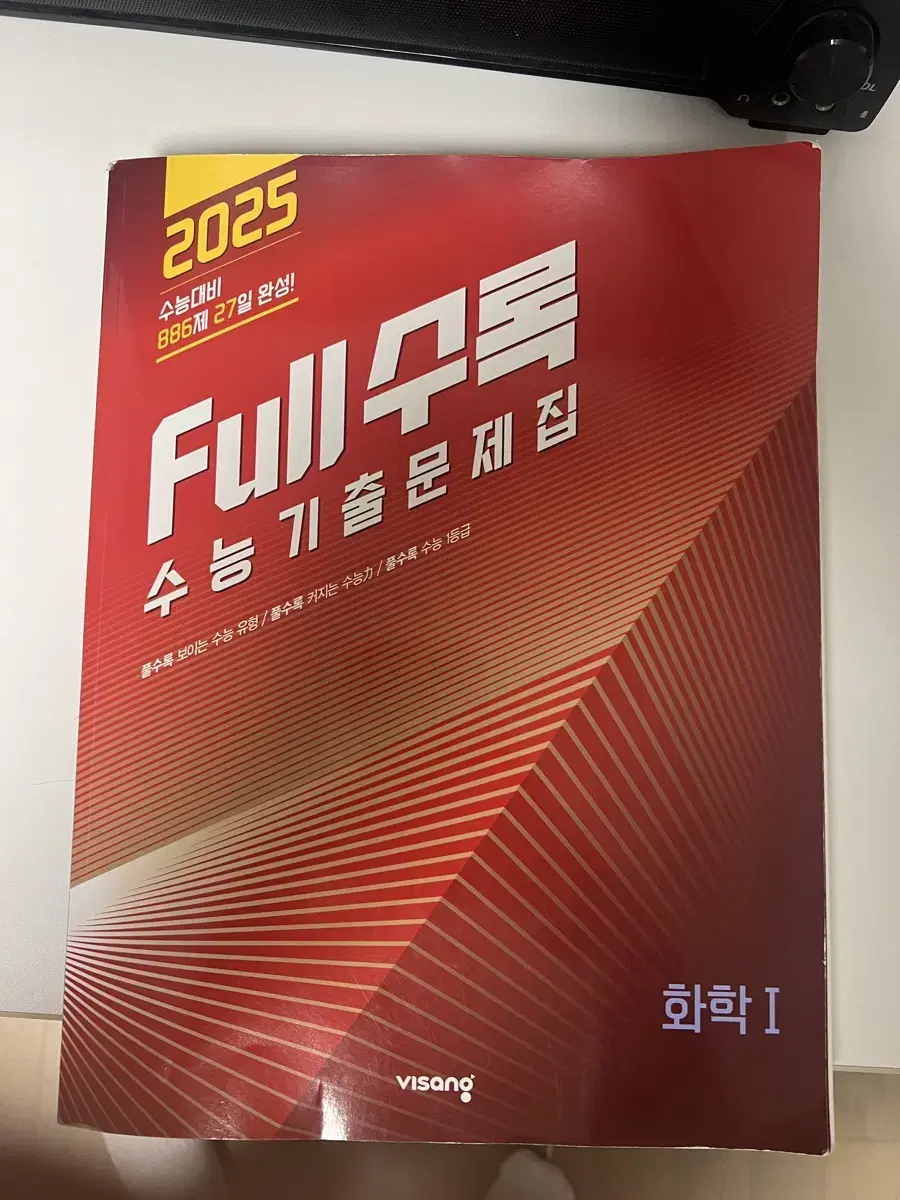 2025
수능대비
886제 27일 완성!
Full수록
수능기출문제집
풀수록 보이는 수능 유형 / 풀수록 커지는 수능力 / 풀수록 수능 1등급
화학 I
visang